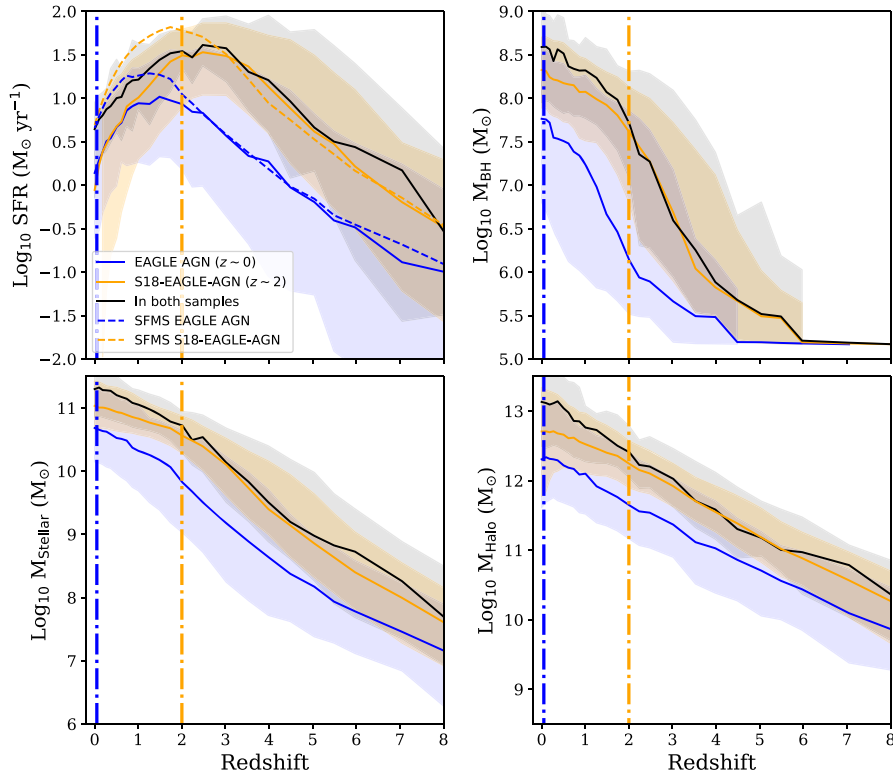 2.0
1.5
1.0
0.5
0.0
−0.5
−1.0
−1.5
−2.0
Log₁₀ SFR (M⊙ yr⁻¹)
EAGLE AGN (z~0)
S18-EAGLE-AGN (z~2)
In both samples
SFMS EAGLE AGN
SFMS S18-EAGLE-AGN
9.0
8.5
8.0
7.5
7.0
6.5
6.0
5.5
5.0
Log₁₀ M_BH (M⊙)
11
10
9
8
7
6
Log₁₀ M_Stellar (M⊙)
0 1 2 3 4 5 6 7 8
Redshift
13
12
11
10
9
Log₁₀ M_Halo (M⊙)
0 1 2 3 4 5 6 7 8
Redshift